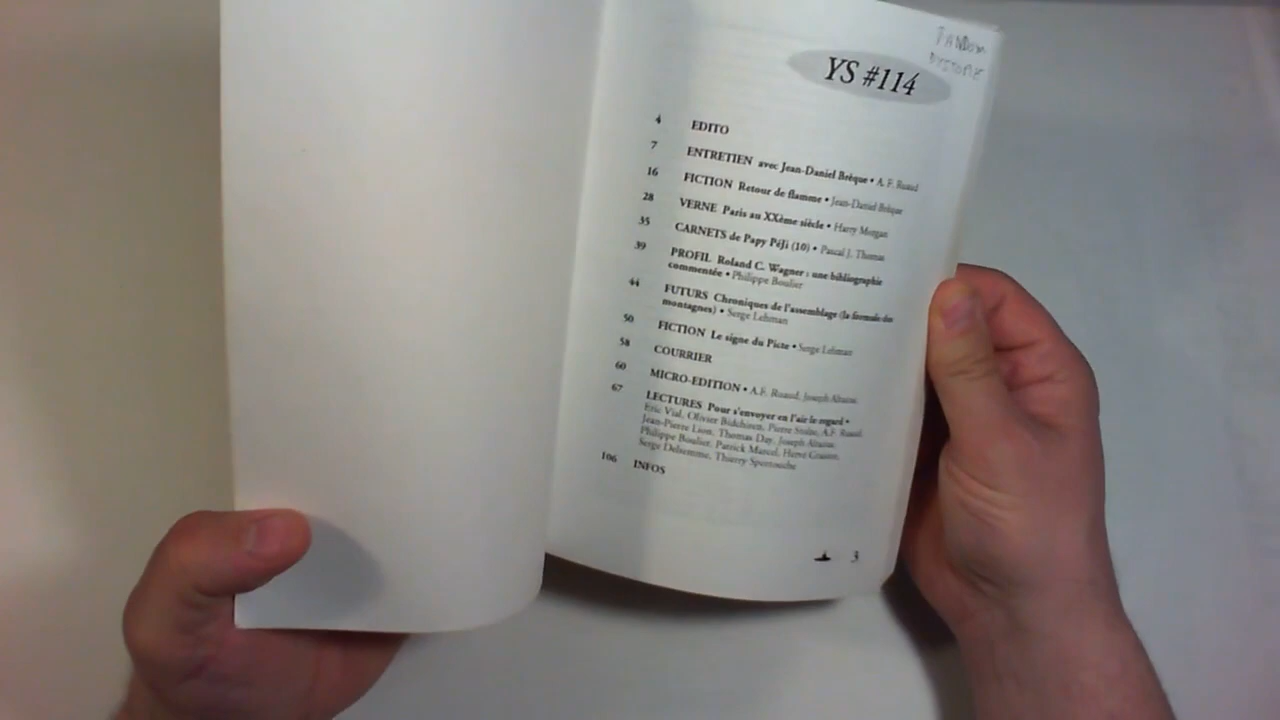 FANDOM
DYSTOPIE
YS #114
4 EDITO
7 ENTRETIEN avec Jean-Daniel Brèque • A. F. Ruaud
16 FICTION Retour de flamme • Jean-Daniel Brèque
28 VERNE Paris au XXème siècle • Harry Morgan
35 CARNETS de Papy PéJi (10) • Pascal J. Thomas
39 PROFIL Roland C. Wagner : une bibliographie
commentée • Philippe Boulier
44 FUTURS Chroniques de l'assemblage (la formule des
montagnes) • Serge Lehman
50 FICTION Le signe du Picte • Serge Lehman
58 COURRIER
60 MICRO-EDITION • A.F. Ruaud, Joseph Altairac
67 LECTURES Pour s'envoyer en l'air le regard •
Eric Vial, Olivier Pierre Stolze, A.F. Ruaud,
Jean-Pierre Lion, Thomas Day, Joseph Altairac
Philippe Boulier, Patrick Marcel, Hervé
Serge Delsemme, Thierry
106 INFOS
3